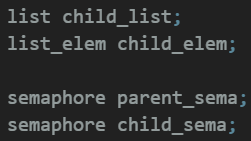 list child_list;
list_elem child_elem;
semaphore parent_sema;
semaphore child_sema;